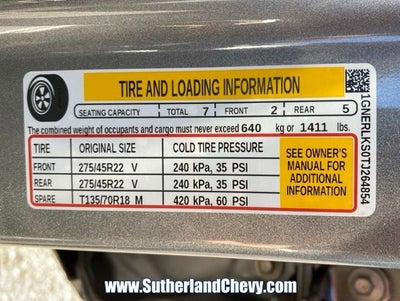 TIRE AND LOADING INFORMATION
SEATING CAPACITY TOTAL 7 FRONT 2 REAR 5
The combined weight of occupants and cargo must never exceed 640 kg or 1411 lbs.
TIRE ORIGINAL SIZE COLD TIRE PRESSURE
FRONT 275/45R22 V 240 kPa, 35 PSI
REAR 275/45R22 V 240 kPa, 35 PSI
SPARE T135/70R18 M 420 kPa, 60 PSI
SEE OWNER'S
MANUAL FOR
ADDITIONAL
INFORMATION
1GNERLKS0TJ264854
www.SutherlandChevy.com